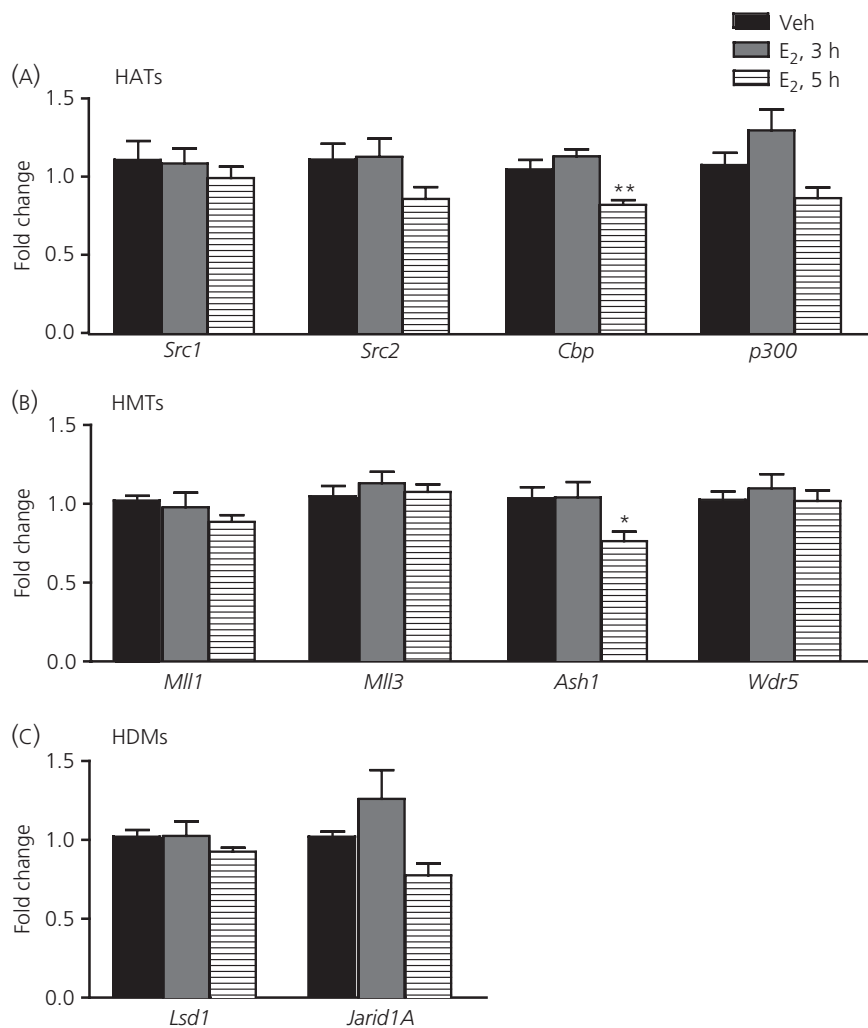 Veh
E2, 3 h
E2, 5 h
(A) HATs
Fold change
1.5
1.0
0.5
0.0
**
Src1 Src2 Cbp p300
(B) HMTs
Fold change
1.5
1.0
0.5
0.0
*
Mll1 Mll3 Ash1 Wdr5
(C) HDMs
Fold change
1.5
1.0
0.5
0.0
Lsd1 Jarid1A